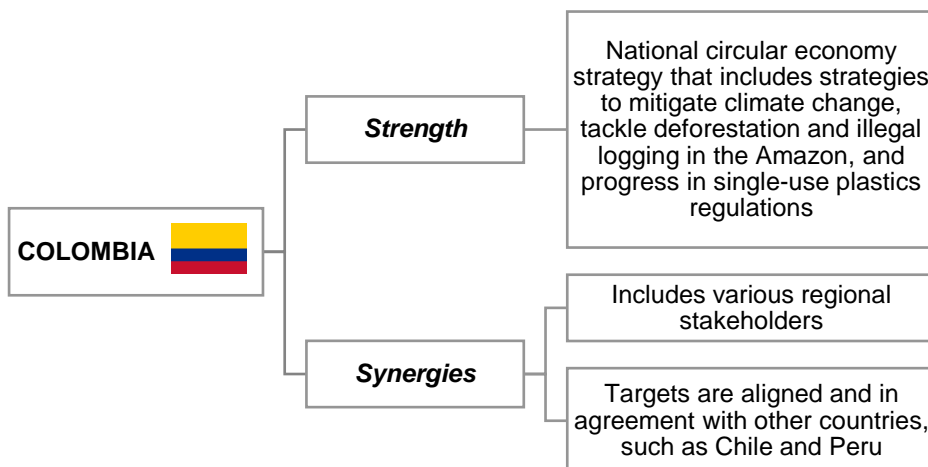 COLOMBIA
Strength
National circular economy
strategy that includes strategies
to mitigate climate change,
tackle deforestation and illegal
logging in the Amazon, and
progress in single-use plastics
regulations
Synergies
Includes various regional
stakeholders
Targets are aligned and in
agreement with other countries,
such as Chile and Peru